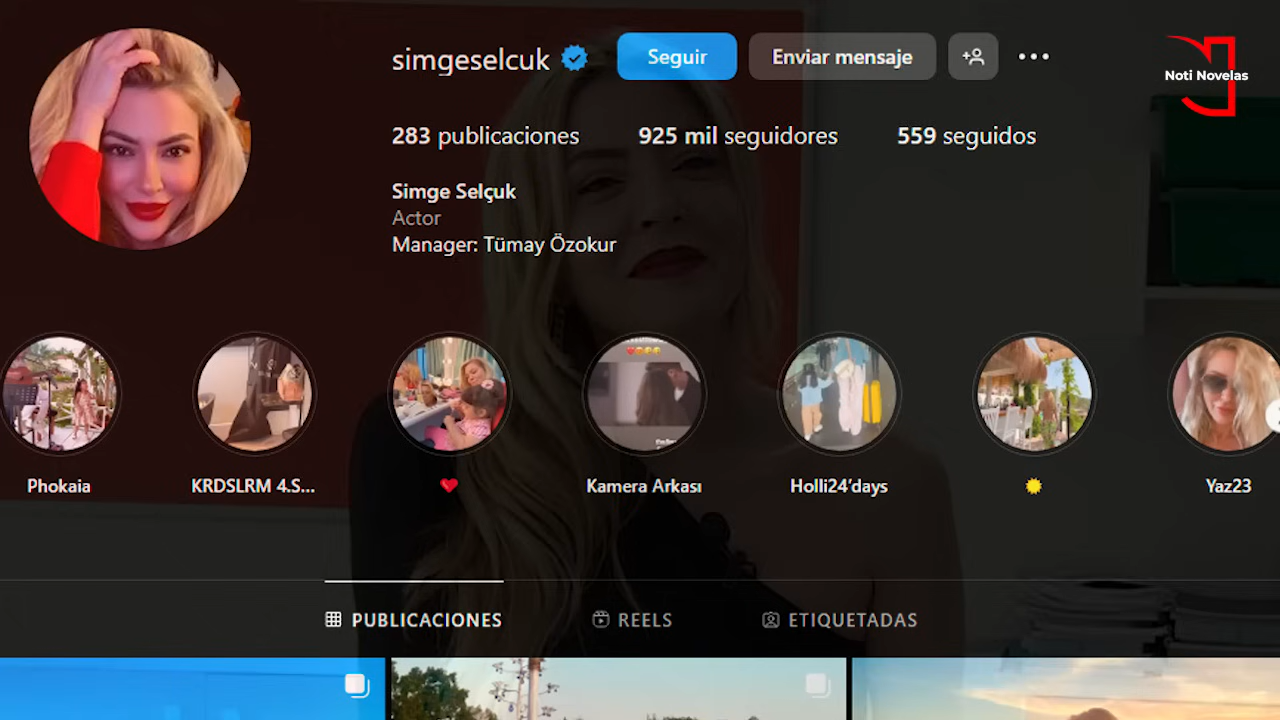 simgeselcuk
Seguir
Enviar mensaje
Noti Novelas
283 publicaciones
925 mil seguidores
559 seguidos
Simge Selçuk
Actor
Manager: Tümay Özokur
Phokaia
KRDSLRM 4.S...
Kamera Arkası
Holli24'days
Yaz23
PUBLICACIONES
REELS
ETIQUETADAS